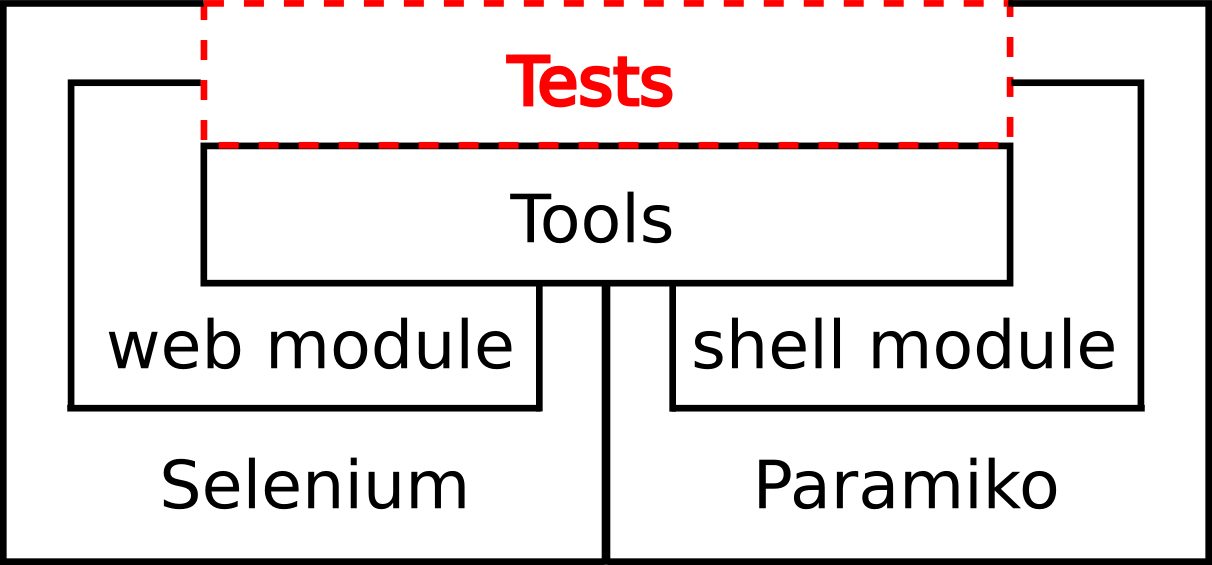 Tests
Tools
web module
shell module
Selenium
Paramiko